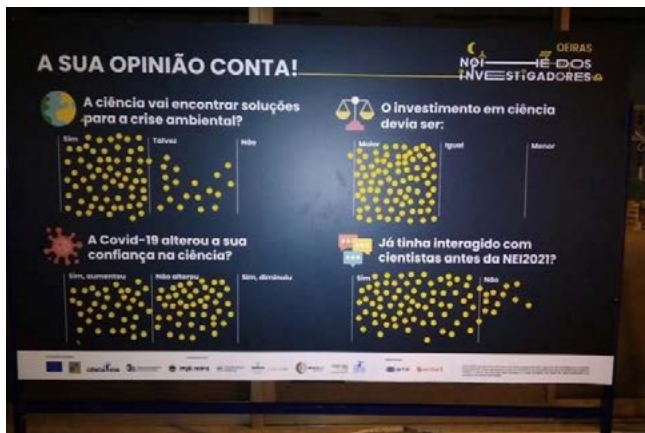 A SUA OPINIÃO CONTA!
OEIRAS
NOITE DOS
INVESTIGADORES
A ciência vai encontrar soluções
para a crise ambiental?
Sim
Talvez
Não
O investimento em ciência
devia ser:
Maior
Igual
Menor
A Covid-19 alterou a sua
confiança na ciência?
Sim, aumentou
Não alterou
Sim, diminuiu
Já tinha interagido com
cientistas antes da NEI2021?
Sim
Não